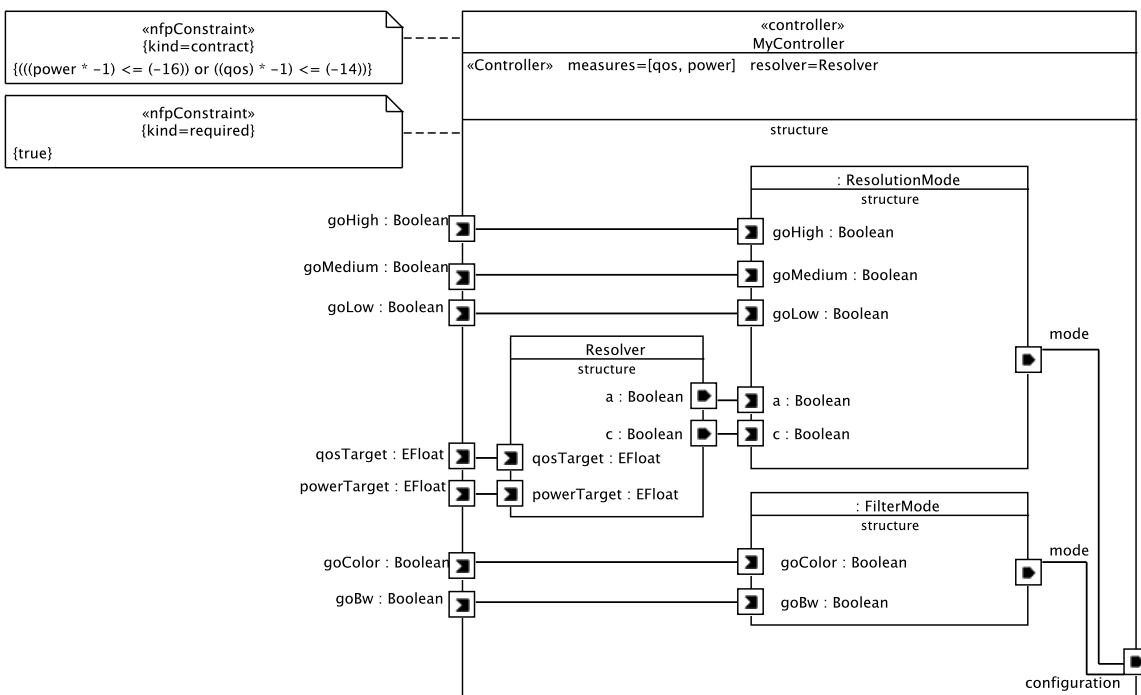 «nfpConstraint»
{kind=contract}
{(((power * -1) <= (-16)) or ((qos) * -1) <= (-14))}
«nfpConstraint»
{kind=required}
{true}
«controller»
MyController
«Controller» measures=[qos, power] resolver=Resolver
structure
: ResolutionMode
structure
goHigh : Boolean
goHigh : Boolean
goMedium : Boolean
goMedium : Boolean
goLow : Boolean
goLow : Boolean
mode
Resolver
structure
a : Boolean
a : Boolean
c : Boolean
c : Boolean
qosTarget : EFloat
qosTarget : EFloat
powerTarget : EFloat
powerTarget : EFloat
: FilterMode
structure
mode
goColor : Boolean
goColor : Boolean
goBw : Boolean
goBw : Boolean
configuration